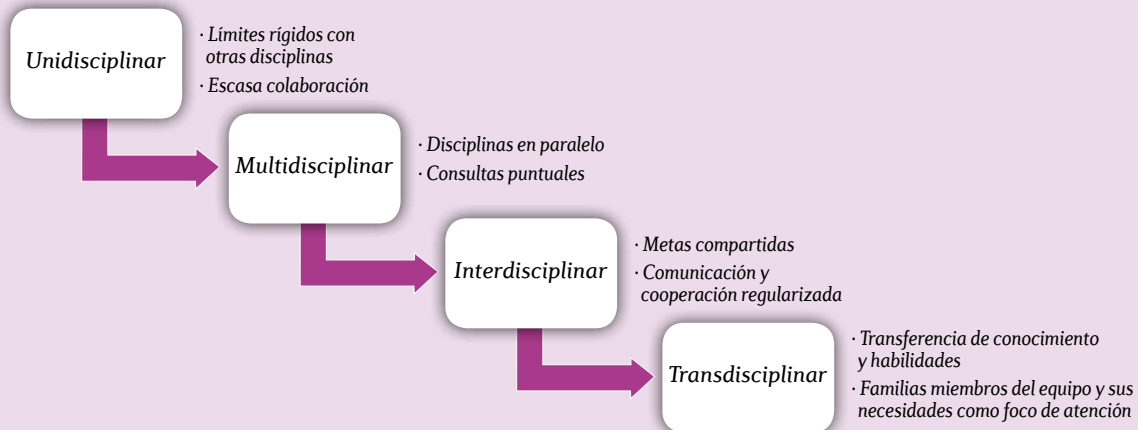 Unidisciplinar
· Límites rígidos con
otras disciplinas
· Escasa colaboración
Multidisciplinar
· Disciplinas en paralelo
· Consultas puntuales
Interdisciplinar
· Metas compartidas
· Comunicación y
cooperación regularizada
Transdisciplinar
· Transferencia de conocimiento
y habilidades
· Familias miembros del equipo y sus
necesidades como foco de atención